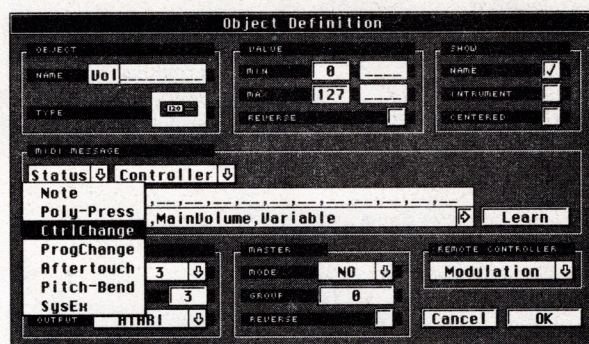 Object Definition
OBJECT
NAME Vol
TYPE 120
VALUE
MIN 0
MAX 127
REVERSE
SHOW
NAME
INTRUMENT
CENTERED
MIDI MESSAGE
Status Controller
Note
Poly-Press
CtrlChange
ProgChange
Aftertouch
Pitch-Bend
SysEx
,MainVolume,Variable
Learn
3
3
OUTPUT ATARI
MASTER
MODE NO
GROUP 0
REVERSE
REMOTE CONTROLLER
Modulation
Cancel OK